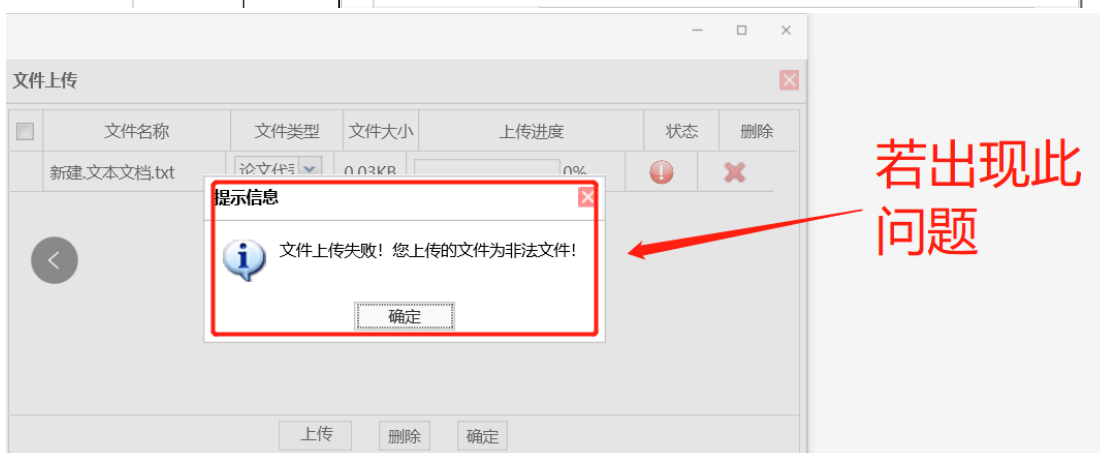 文件上传
文件名称 文件类型 文件大小 上传进度 状态 删除
新建.文本文档.txt 0.03KB 0%
提示信息
文件上传失败！您上传的文件为非法文件！
确定
上传 删除 确定
若出现此
问题